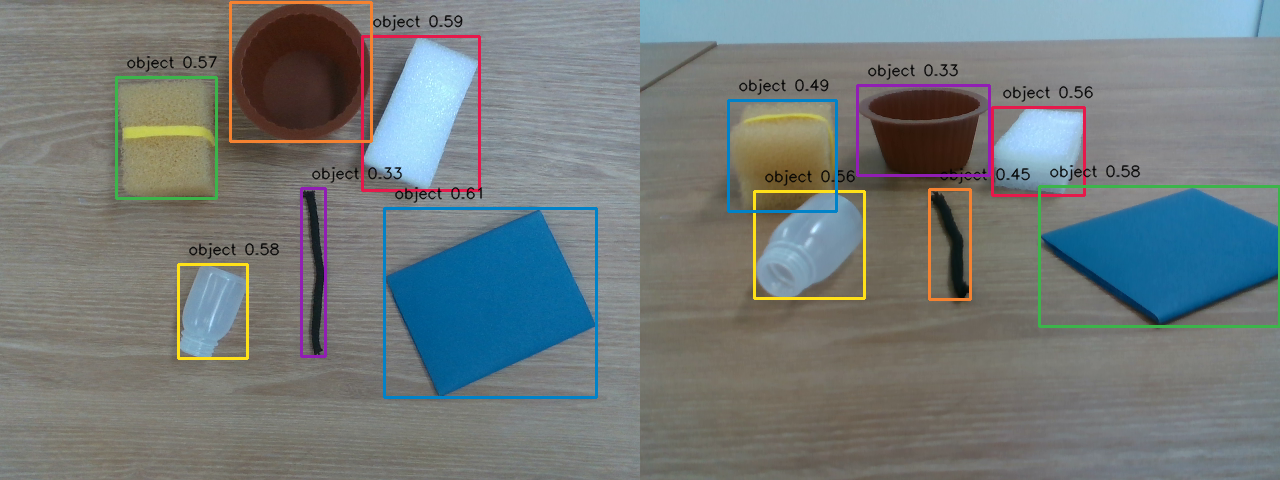 object 0.59
object 0.57
object 0.33
object 0.61
object 0.58
object 0.33
object 0.49
object 0.56
object 0.56
object 0.45
object 0.58